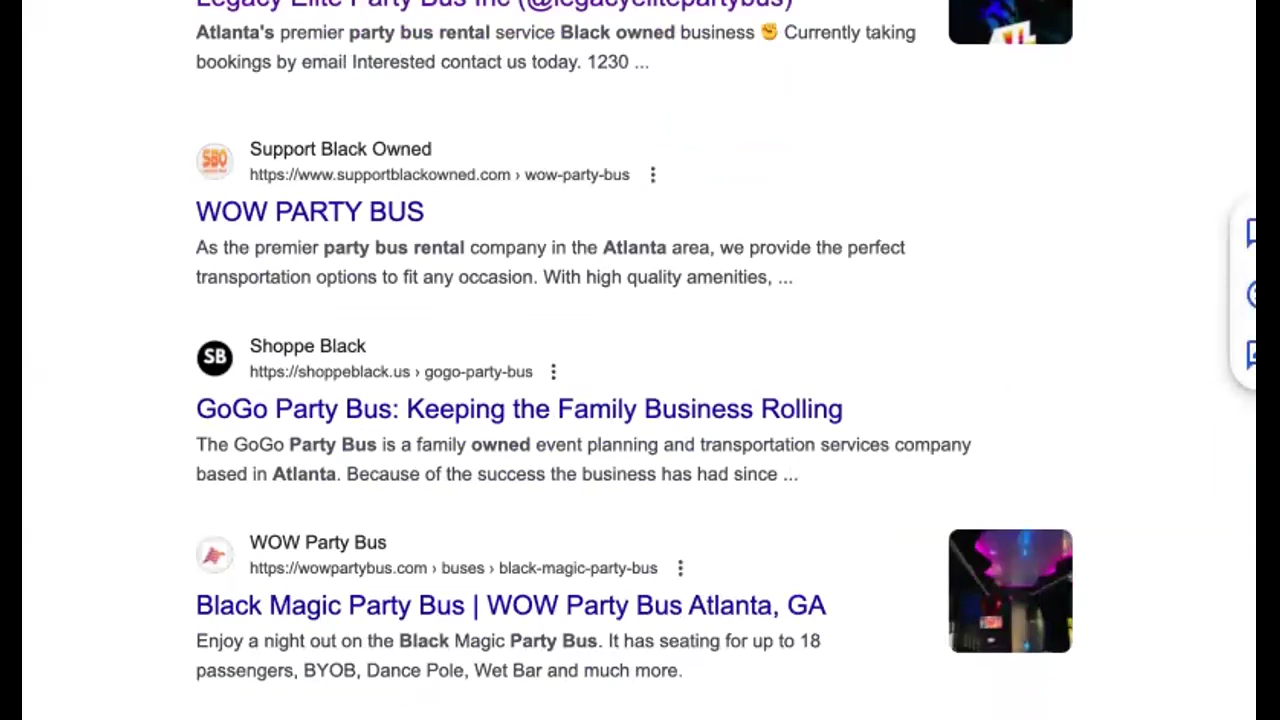 Legacy Elite Party Bus Inc (@legacyelitepartybus)
Atlanta's premier party bus rental service Black owned business ✊ Currently taking
bookings by email Interested contact us today. 1230 ...
SBO
Support Black Owned
https://www.supportblackowned.com › wow-party-bus
WOW PARTY BUS
As the premier party bus rental company in the Atlanta area, we provide the perfect
transportation options to fit any occasion. With high quality amenities, ...
SB
Shoppe Black
https://shoppeblack.us › gogo-party-bus
GoGo Party Bus: Keeping the Family Business Rolling
The GoGo Party Bus is a family owned event planning and transportation services company
based in Atlanta. Because of the success the business has had since ...
WOW Party Bus
https://wowpartybus.com › buses › black-magic-party-bus
Black Magic Party Bus | WOW Party Bus Atlanta, GA
Enjoy a night out on the Black Magic Party Bus. It has seating for up to 18
passengers, BYOB, Dance Pole, Wet Bar and much more.